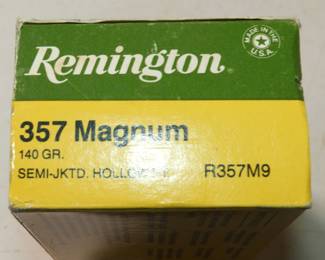 MADE IN THE U.S.A.
Remington®
357 Magnum
140 GR.
SEMI-JKTD. HOLLOW R357M9